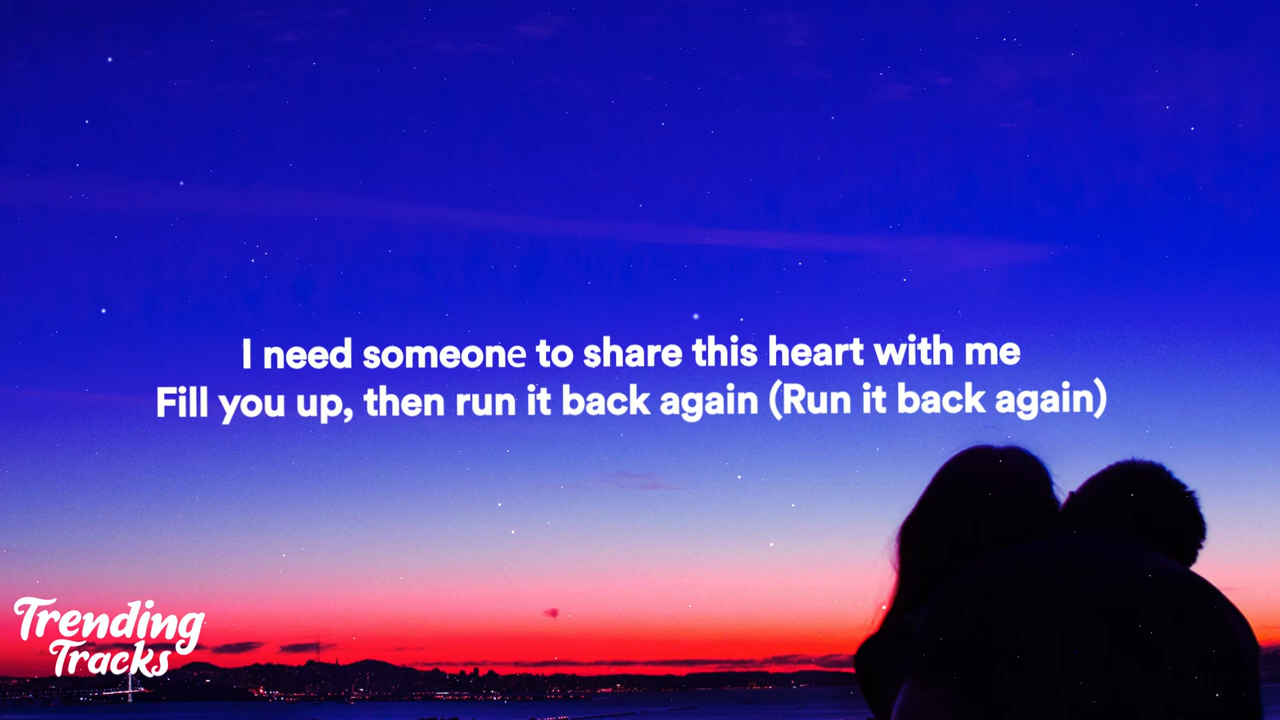 I need someone to share this heart with me
Fill you up, then run it back again (Run it back again)
Trending
Tracks